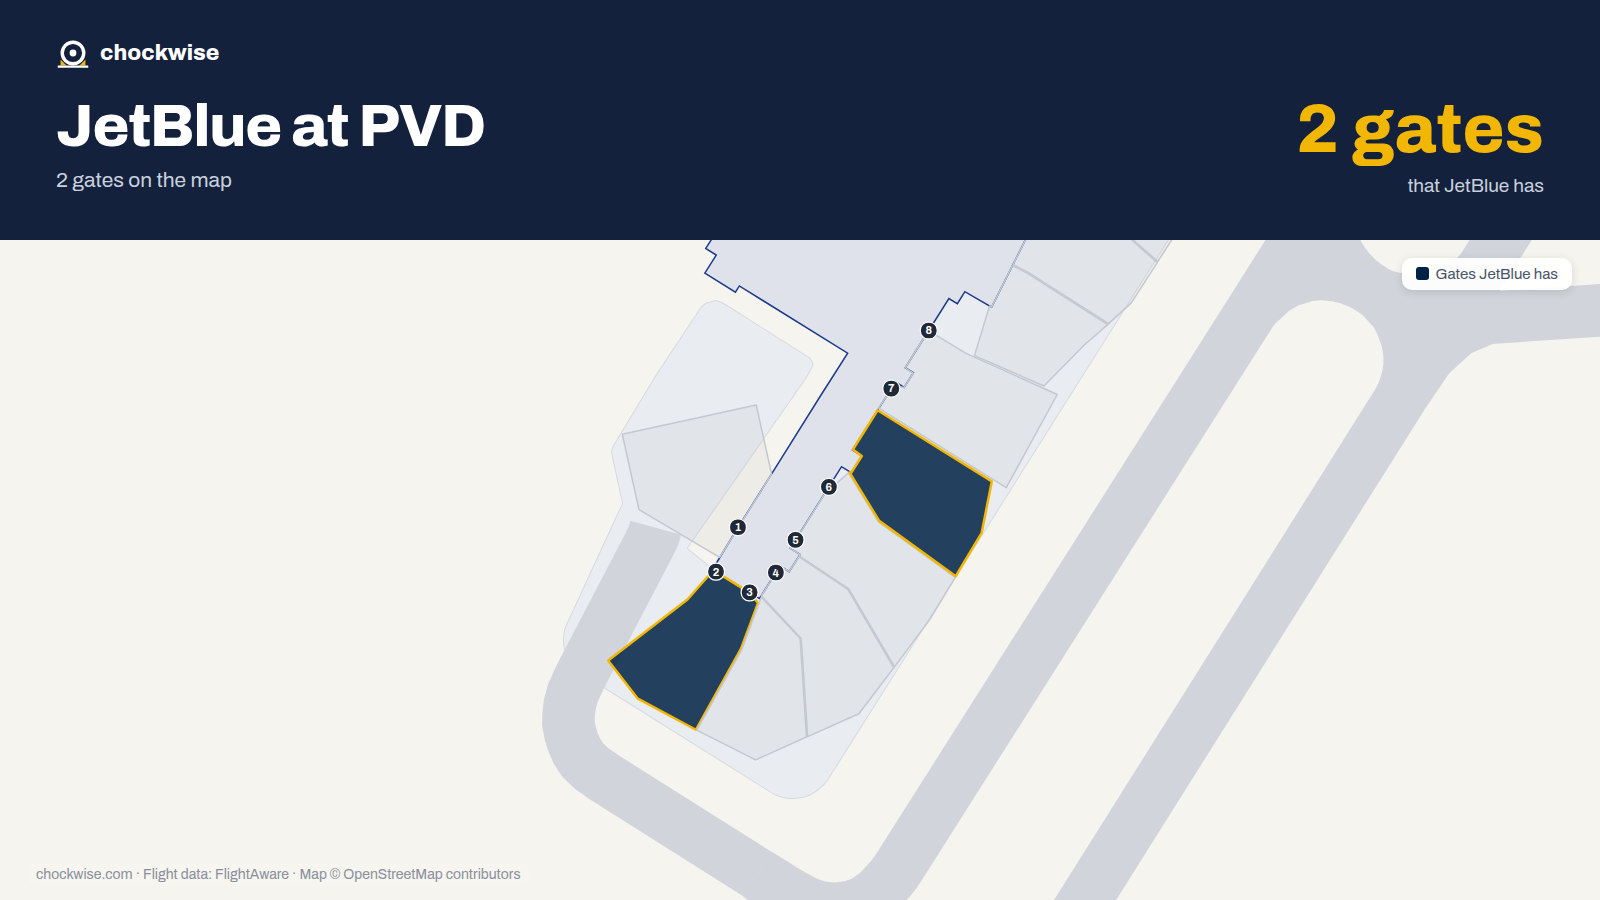 chockwise
JetBlue at PVD
2 gates on the map
2 gates
that JetBlue has
Gates JetBlue has
8
7
6
1
5
2
4
3
chockwise.com · Flight data: FlightAware · Map © OpenStreetMap contributors